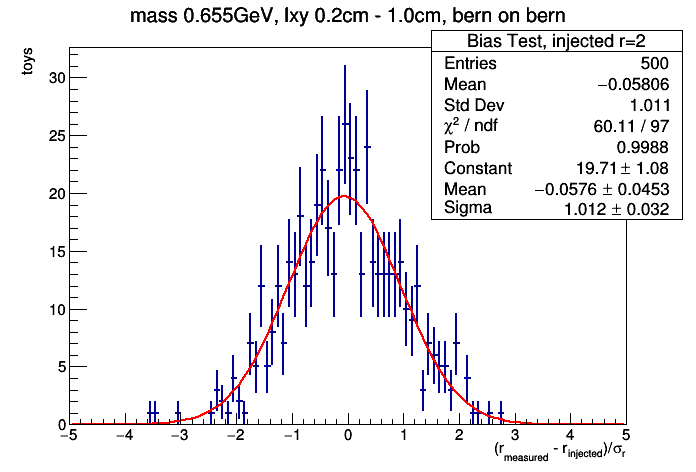 mass 0.655GeV, lxy 0.2cm - 1.0cm, bern on bern
toys
Bias Test, injected r=2
Entries 500
Mean −0.05806
Std Dev 1.011
χ² / ndf 60.11 / 97
Prob 0.9988
Constant 19.71 ± 1.08
Mean −0.0576 ± 0.0453
Sigma 1.012 ± 0.032
30
25
20
15
10
5
0
−5 −4 −3 −2 −1 0 1 2 3 4 5
(r_measured - r_injected)/σ_r